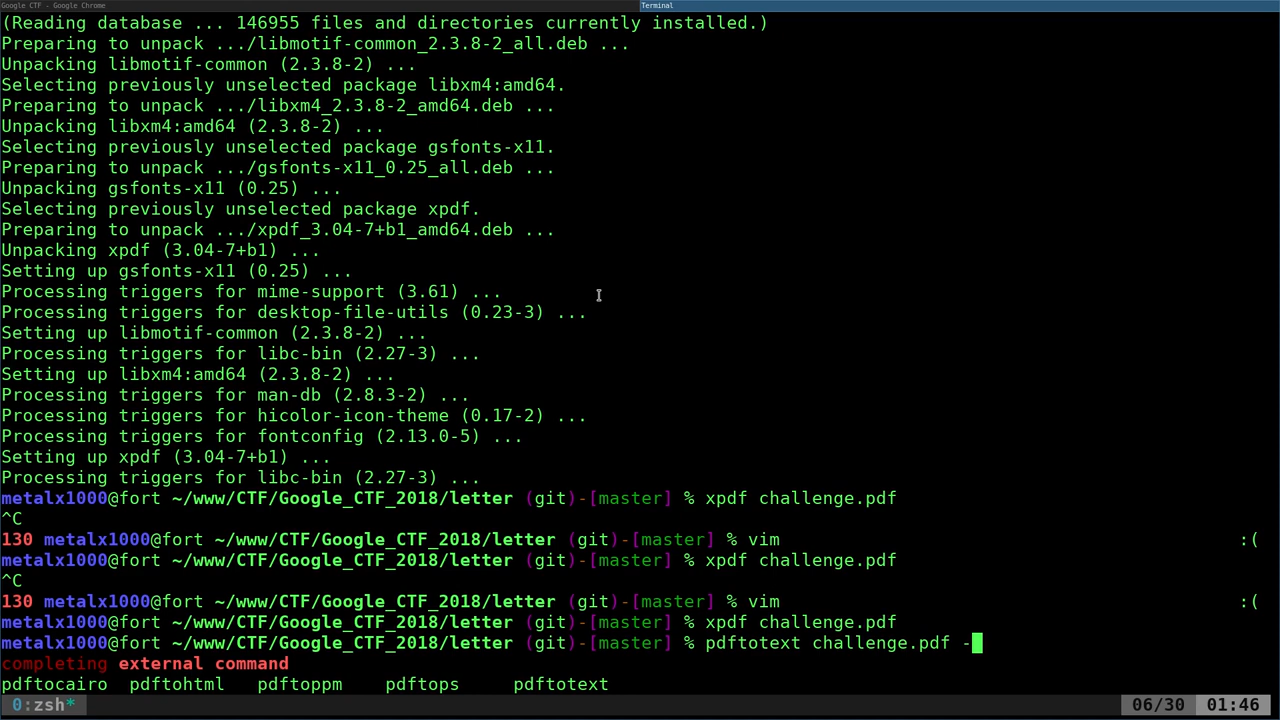 Google CTF - Google Chrome
Terminal
(Reading database ... 146955 files and directories currently installed.)
Preparing to unpack .../libmotif-common_2.3.8-2_all.deb ...
Unpacking libmotif-common (2.3.8-2) ...
Selecting previously unselected package libxm4:amd64.
Preparing to unpack .../libxm4_2.3.8-2_amd64.deb ...
Unpacking libxm4:amd64 (2.3.8-2) ...
Selecting previously unselected package gsfonts-x11.
Preparing to unpack .../gsfonts-x11_0.25_all.deb ...
Unpacking gsfonts-x11 (0.25) ...
Selecting previously unselected package xpdf.
Preparing to unpack .../xpdf_3.04-7+b1_amd64.deb ...
Unpacking xpdf (3.04-7+b1) ...
Setting up gsfonts-x11 (0.25) ...
Processing triggers for mime-support (3.61) ...
Processing triggers for desktop-file-utils (0.23-3) ...
Setting up libmotif-common (2.3.8-2) ...
Processing triggers for libc-bin (2.27-3) ...
Setting up libxm4:amd64 (2.3.8-2) ...
Processing triggers for man-db (2.8.3-2) ...
Processing triggers for hicolor-icon-theme (0.17-2) ...
Processing triggers for fontconfig (2.13.0-5) ...
Setting up xpdf (3.04-7+b1) ...
Processing triggers for libc-bin (2.27-3) ...
metalx1000@fort ~/www/CTF/Google_CTF_2018/letter (git)-[master] % xpdf challenge.pdf
^C
130 metalx1000@fort ~/www/CTF/Google_CTF_2018/letter (git)-[master] % vim :(
metalx1000@fort ~/www/CTF/Google_CTF_2018/letter (git)-[master] % xpdf challenge.pdf
^C
130 metalx1000@fort ~/www/CTF/Google_CTF_2018/letter (git)-[master] % vim :(
metalx1000@fort ~/www/CTF/Google_CTF_2018/letter (git)-[master] % xpdf challenge.pdf
metalx1000@fort ~/www/CTF/Google_CTF_2018/letter (git)-[master] % pdftotext challenge.pdf -
completing external command
pdftocairo pdftohtml pdftoppm pdftops pdftotext
0:zsh* 06/30 01:46